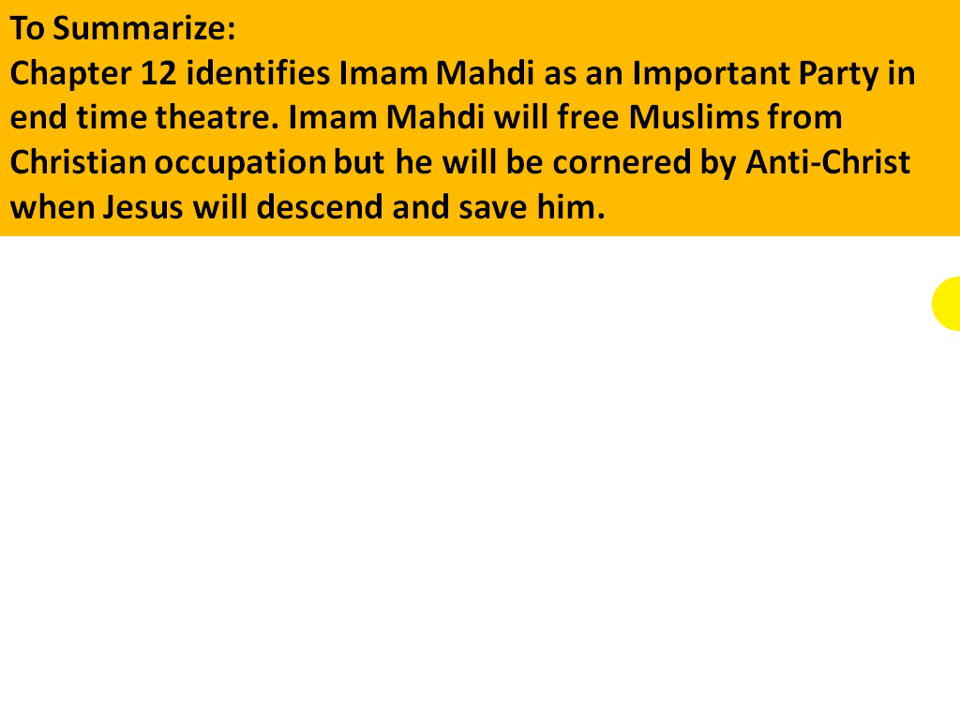 To Summarize:
Chapter 12 identifies Imam Mahdi as an Important Party in
end time theatre. Imam Mahdi will free Muslims from
Christian occupation but he will be cornered by Anti-Christ
when Jesus will descend and save him.